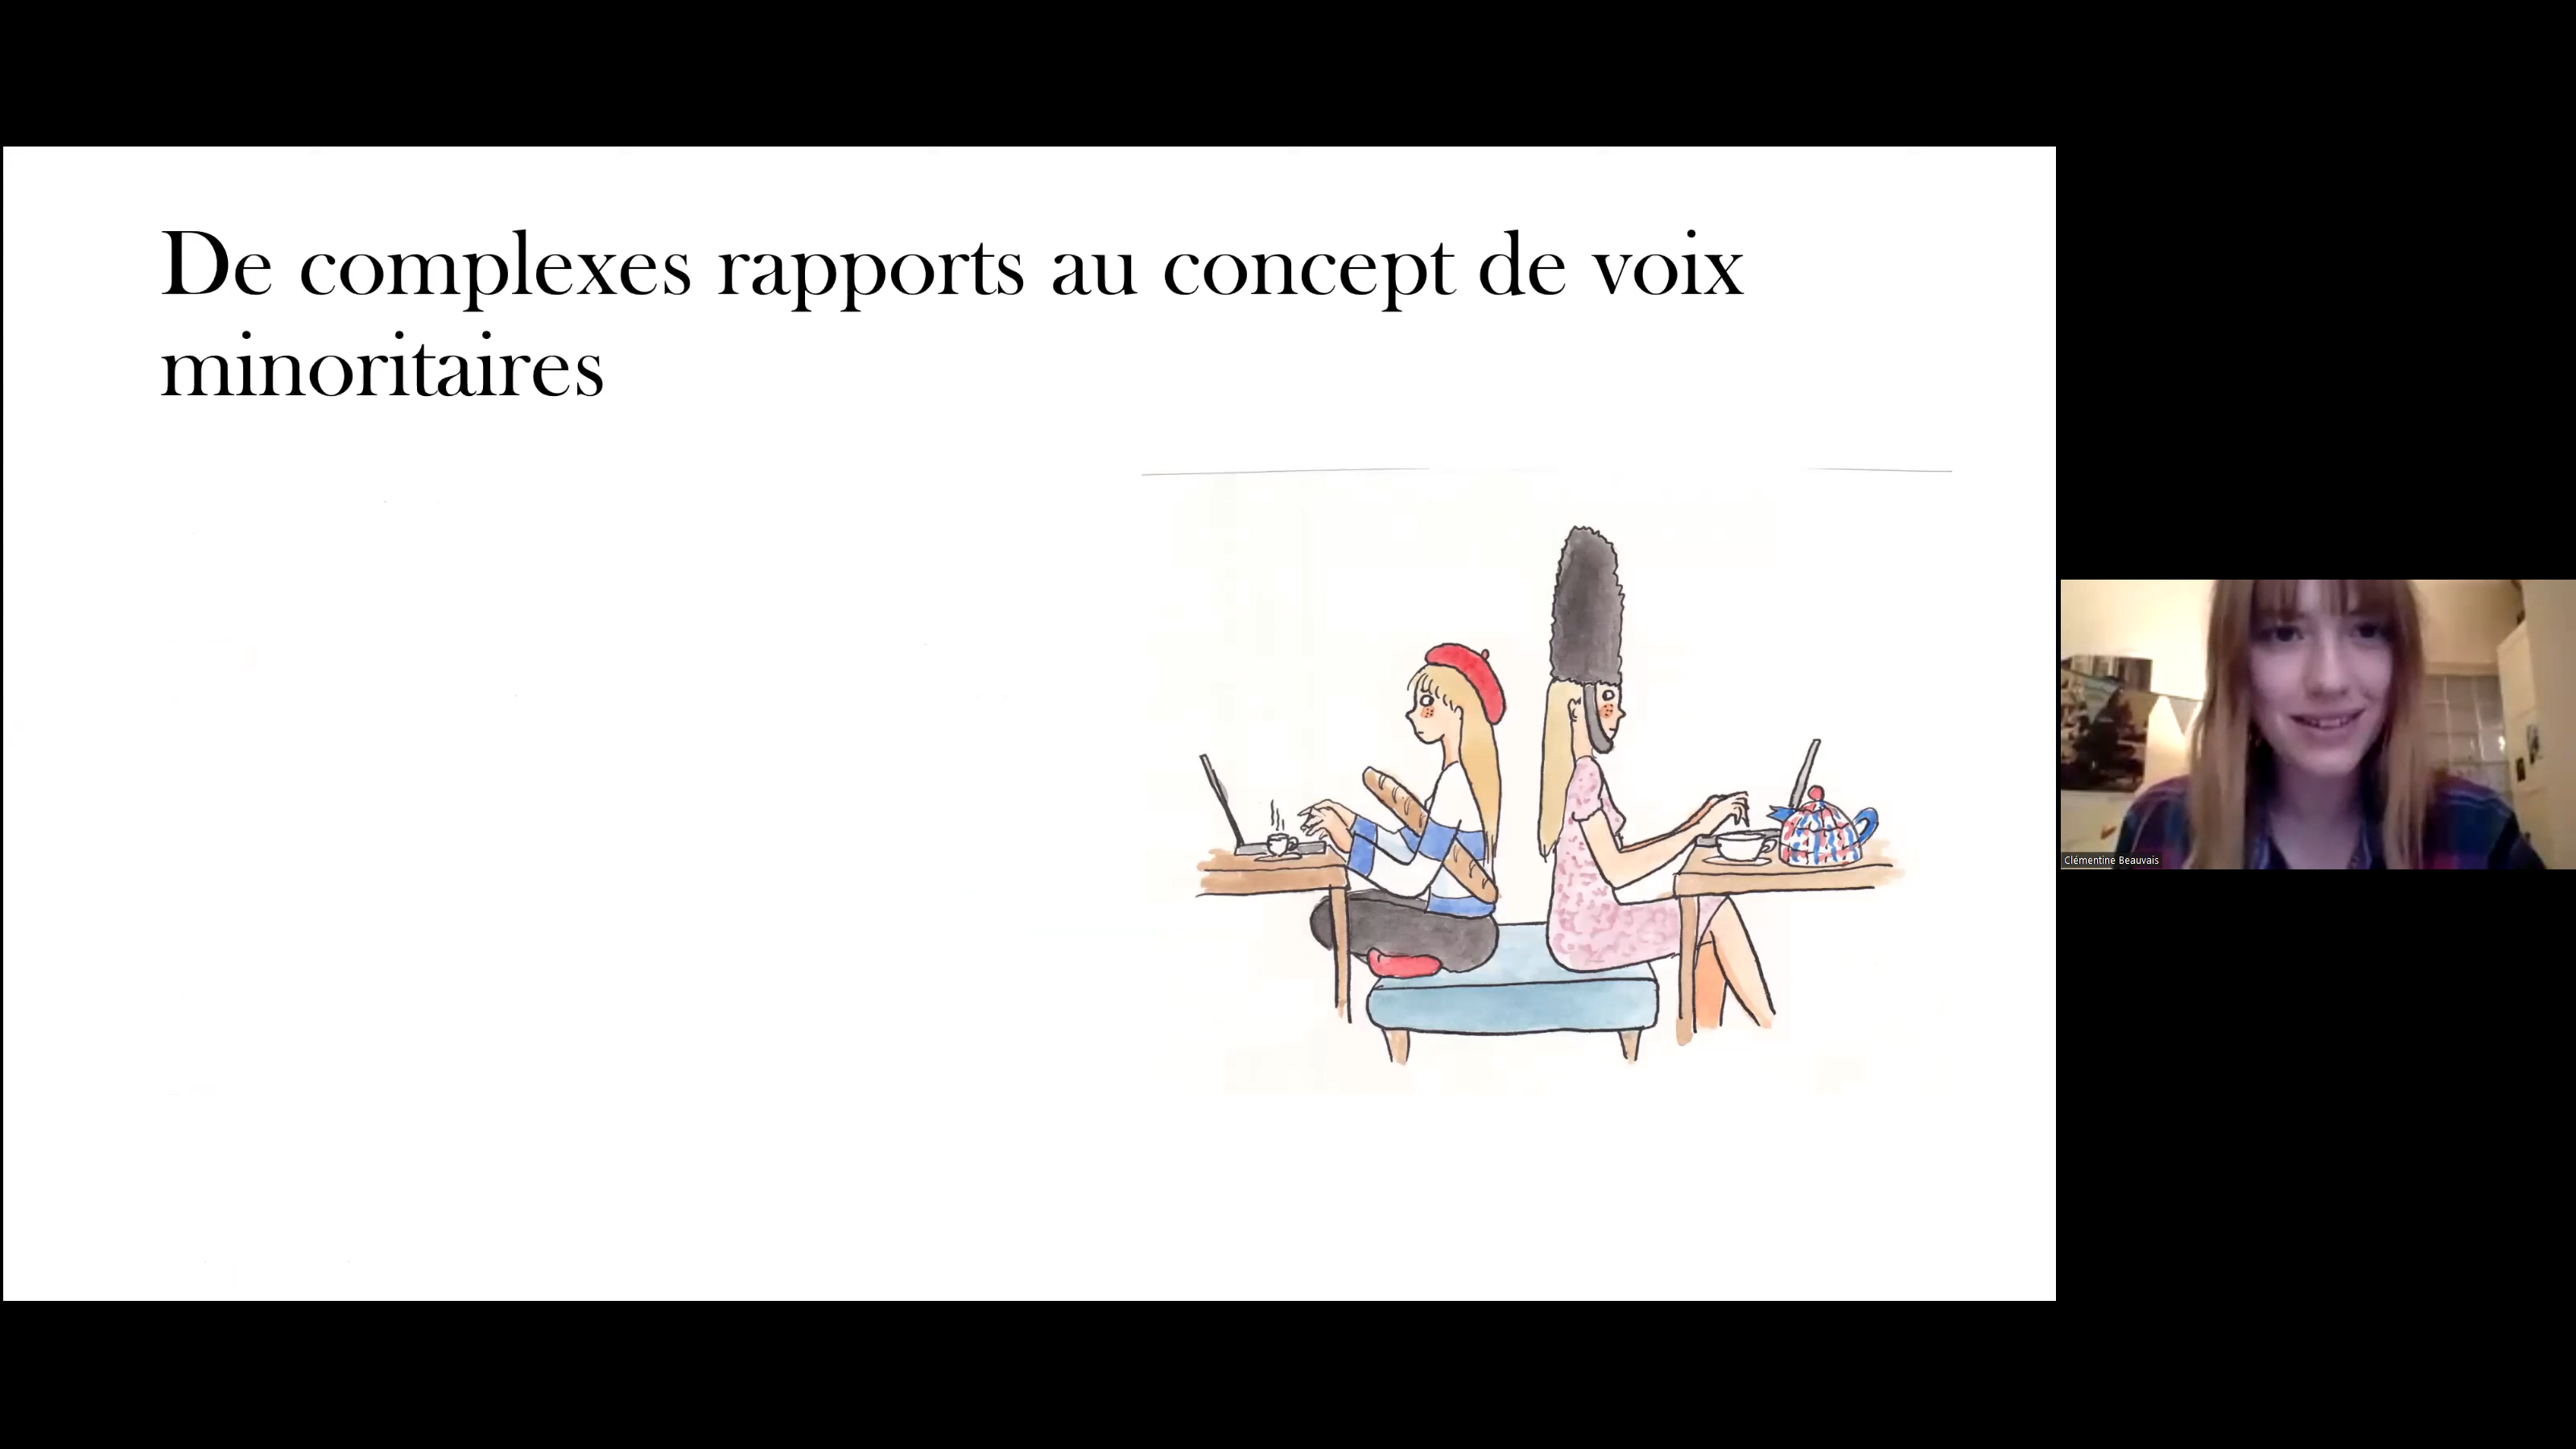 De complexes rapports au concept de voix
minoritaires
Clémentine Beauvais